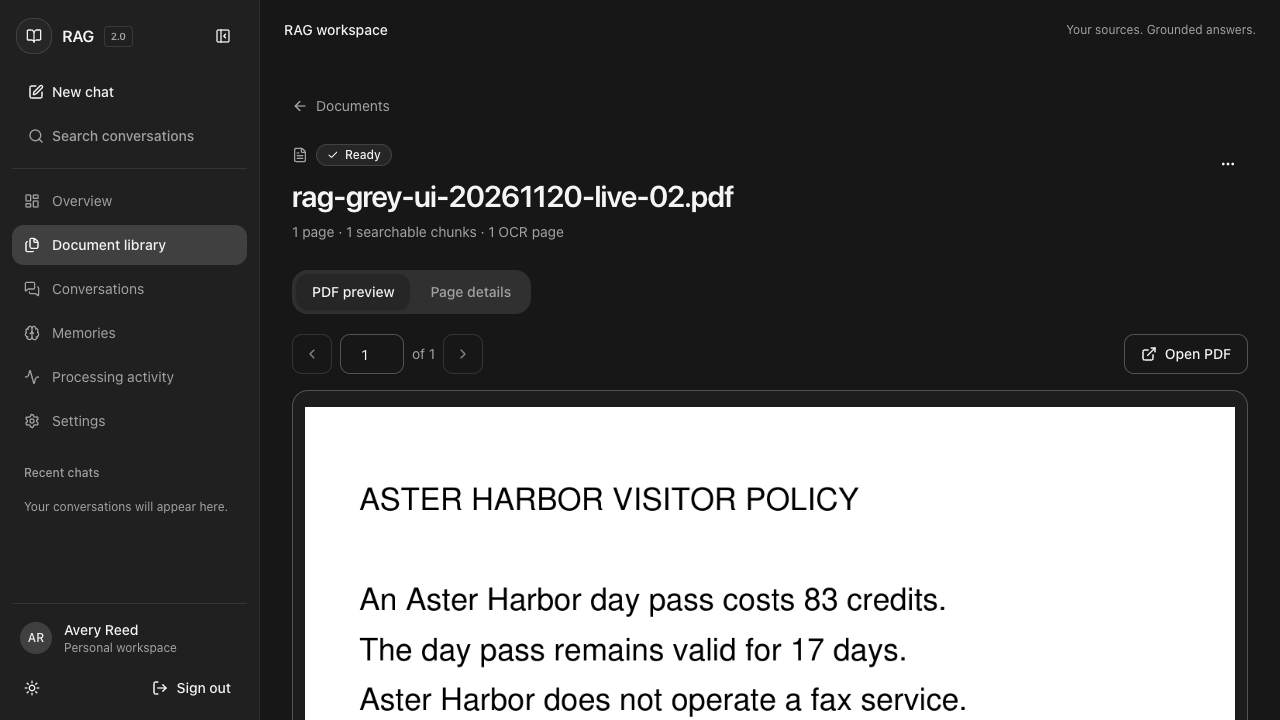 RAG 2.0
New chat
Search conversations
Overview
Document library
Conversations
Memories
Processing activity
Settings
Recent chats
Your conversations will appear here.
AR
Avery Reed
Personal workspace
Sign out
RAG workspace
Your sources. Grounded answers.
Documents
Ready
rag-grey-ui-20261120-live-02.pdf
1 page · 1 searchable chunks · 1 OCR page
PDF preview Page details
1 of 1 Open PDF
ASTER HARBOR VISITOR POLICY
An Aster Harbor day pass costs 83 credits.
The day pass remains valid for 17 days.
Aster Harbor does not operate a fax service.